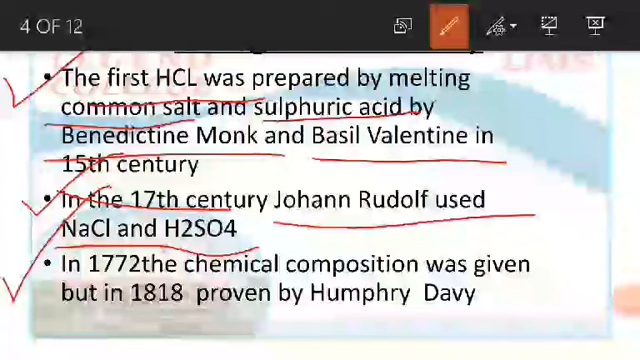 4 OF 12
• The first HCL was prepared by melting
common salt and sulphuric acid by
Benedictine Monk and Basil Valentine in
15th century
• In the 17th century Johann Rudolf used
NaCl and H2SO4
• In 1772the chemical composition was given
but in 1818 proven by Humphry Davy